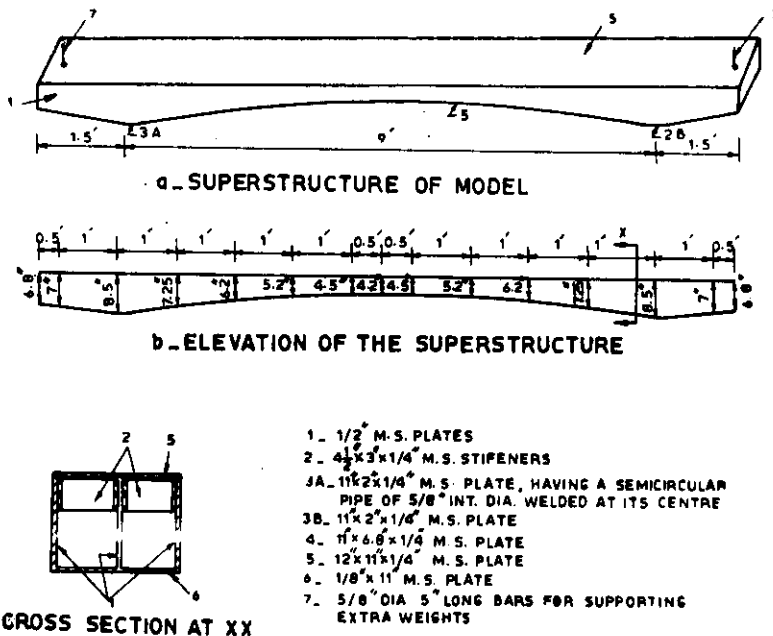 7
5
1
5
3A
2B
1.5'
9'
1.5'
a_SUPERSTRUCTURE OF MODEL
X
0.5' 1' 1' 1' 1' 1' 0.5' 0.5' 1' 1' 1' 1' 1' 0.5'
6.8" 7" 8.5" 7.25 6.2" 5.2" 4.5" 4.2" 4.5" 5.2" 6.2 7.25 8.5" 7" 6.8"
b_ELEVATION OF THE SUPERSTRUCTURE
2 5
1 6
CROSS SECTION AT XX
1_ 1/2" M.S. PLATES
2_ 4½"x3"x1/4" M.S. STIFENERS
3A_11"x2"x1/4" M.S. PLATE, HAVING A SEMICIRCULAR
PIPE OF 5/8" INT. DIA. WELDED AT ITS CENTRE
3B_ 11"x2"x1/4" M.S. PLATE
4_ 11"x6.8"x1/4 M.S. PLATE
5_ 12"x11"x1/4" M.S. PLATE
6_ 1/8"x11" M.S. PLATE
7_ 5/8" DIA 5" LONG BARS FOR SUPPORTING
EXTRA WEIGHTS